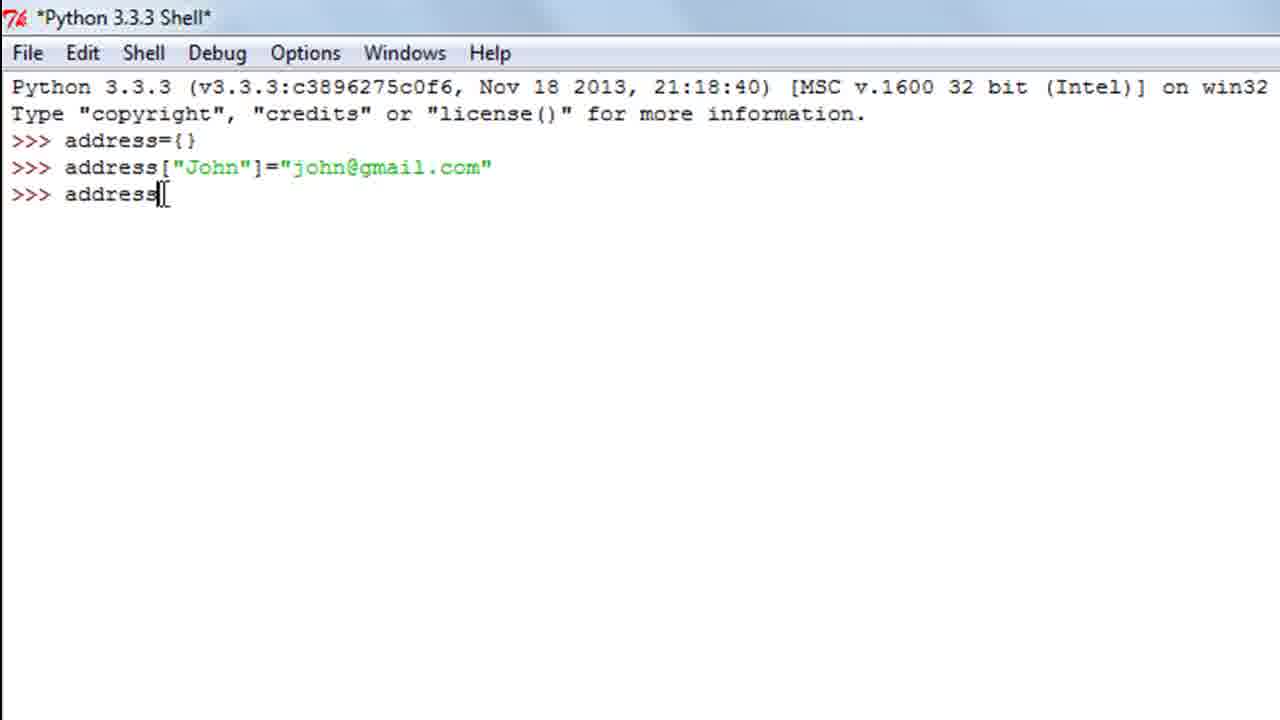 *Python 3.3.3 Shell*
File Edit Shell Debug Options Windows Help
Python 3.3.3 (v3.3.3:c3896275c0f6, Nov 18 2013, 21:18:40) [MSC v.1600 32 bit (Intel)] on win32
Type "copyright", "credits" or "license()" for more information.
>>> address={}
>>> address["John"]="john@gmail.com"
>>> address